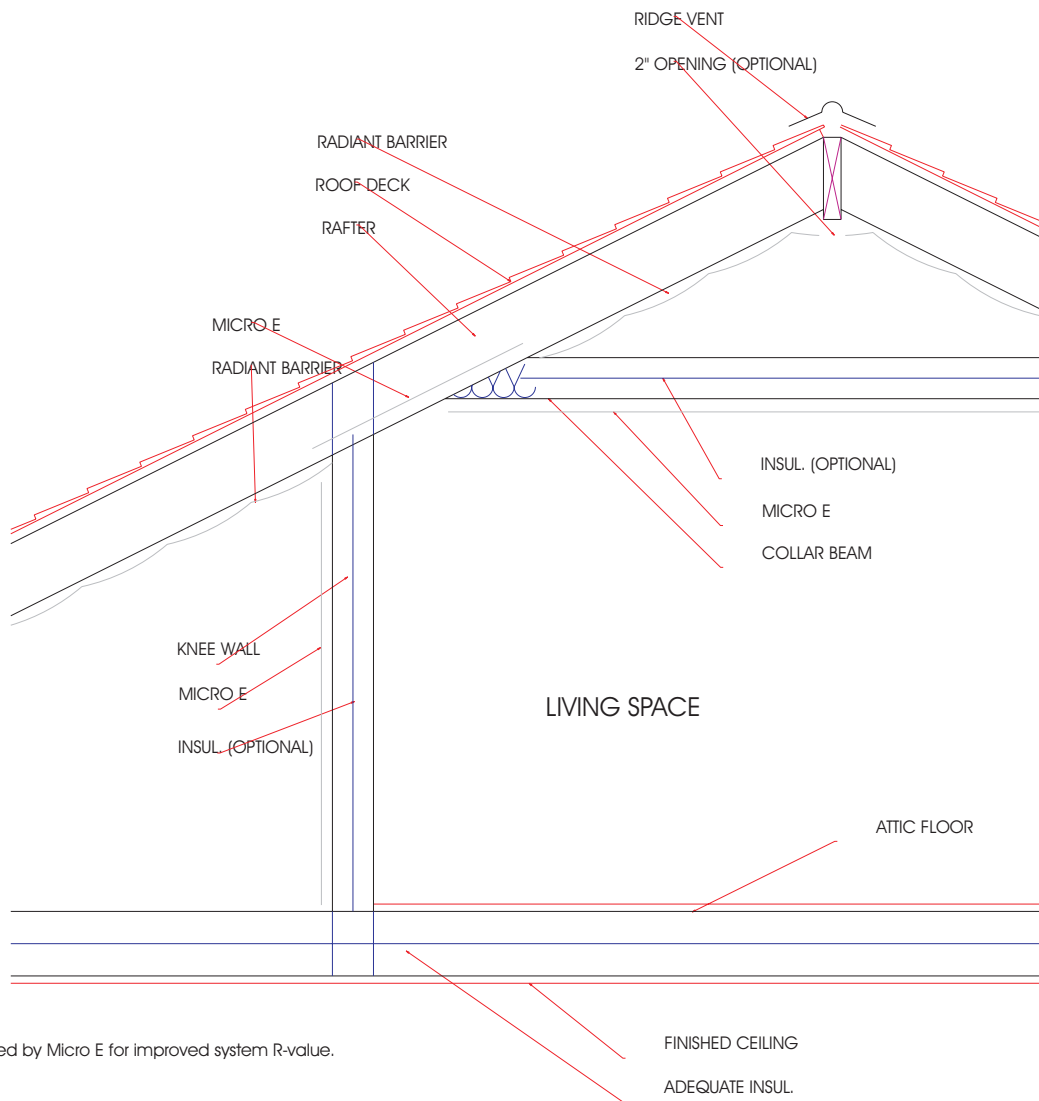 RIDGE VENT
2" OPENING (OPTIONAL)
RADIANT BARRIER
ROOF DECK
RAFTER
MICRO E
RADIANT BARRIER
INSUL. (OPTIONAL)
MICRO E
COLLAR BEAM
KNEE WALL
MICRO E
INSUL. (OPTIONAL)
LIVING SPACE
ATTIC FLOOR
FINISHED CEILING
ed by Micro E for improved system R-value.
ADEQUATE INSUL.